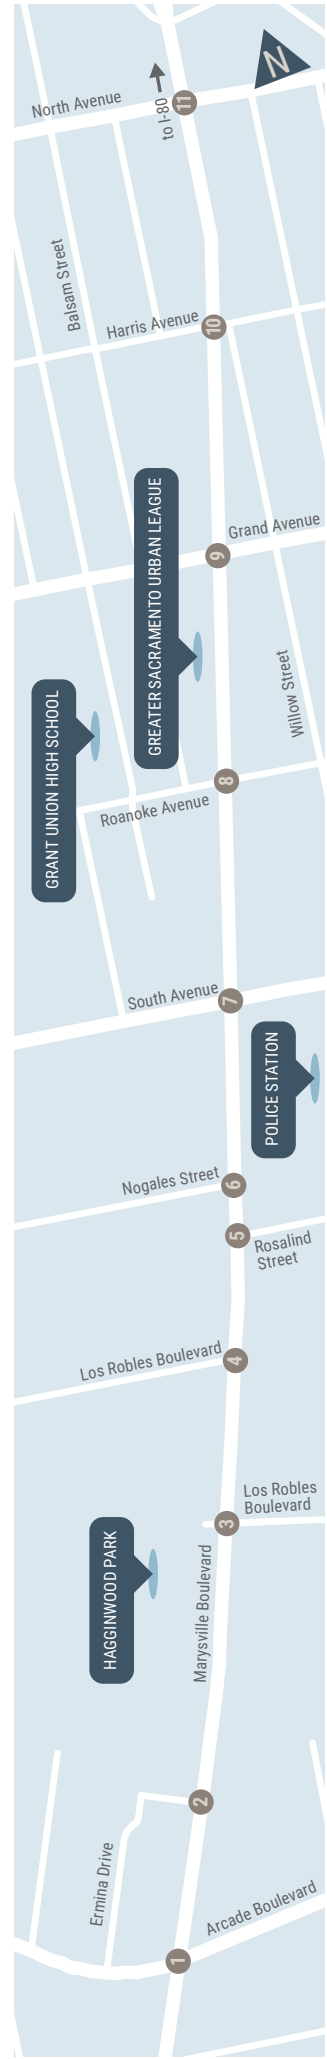 N
North Avenue
to I-80
11
Balsam Street
Harris Avenue
10
GREATER SACRAMENTO URBAN LEAGUE
Grand Avenue
9
Willow Street
GRANT UNION HIGH SCHOOL
8
Roanoke Avenue
South Avenue
7
POLICE STATION
Nogales Street
6
5
Rosalind
Street
Los Robles Boulevard
4
Los Robles
Boulevard
3
HAGGINWOOD PARK
Marysville Boulevard
2
Ermina Drive
Arcade Boulevard
1